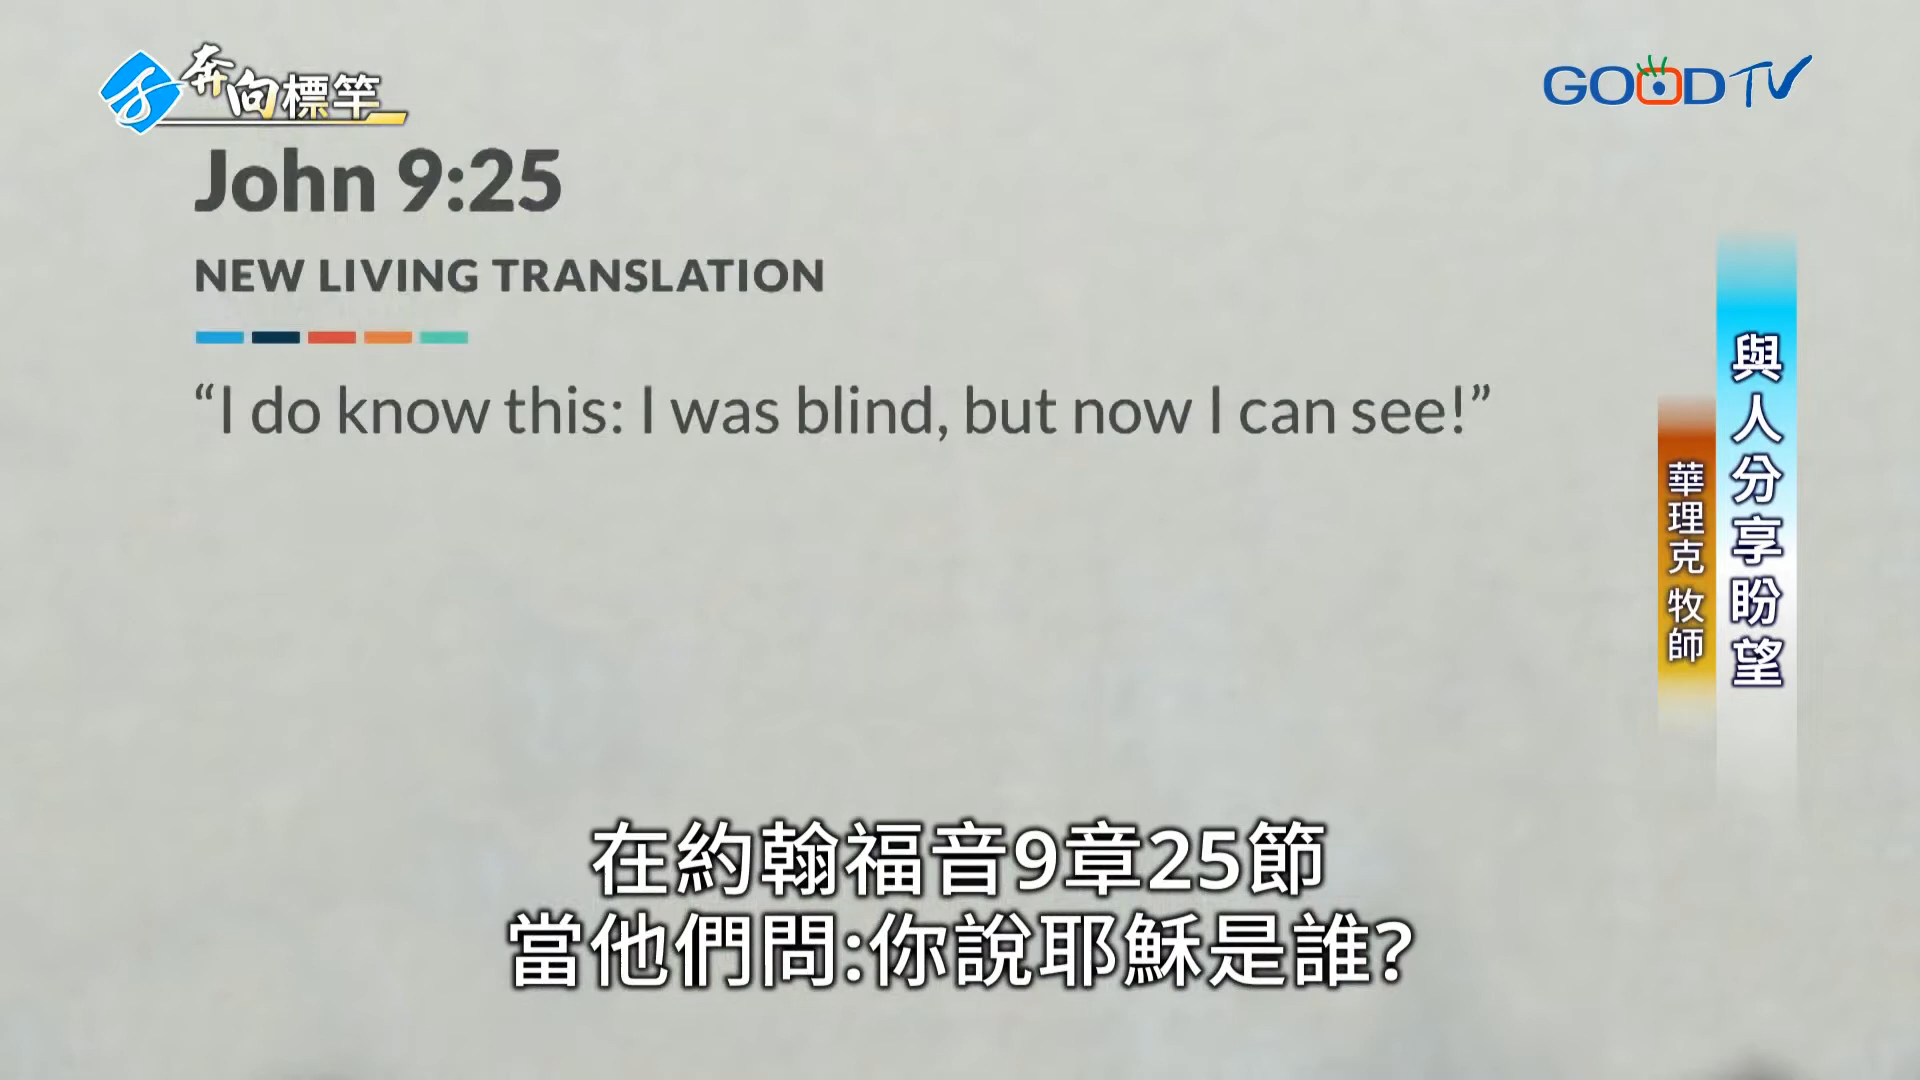 奔向標竿
GOODTV
John 9:25
NEW LIVING TRANSLATION
“I do know this: I was blind, but now I can see!”
與人分享盼望
華理克 牧師
在約翰福音9章25節
當他們問:你說耶穌是誰?